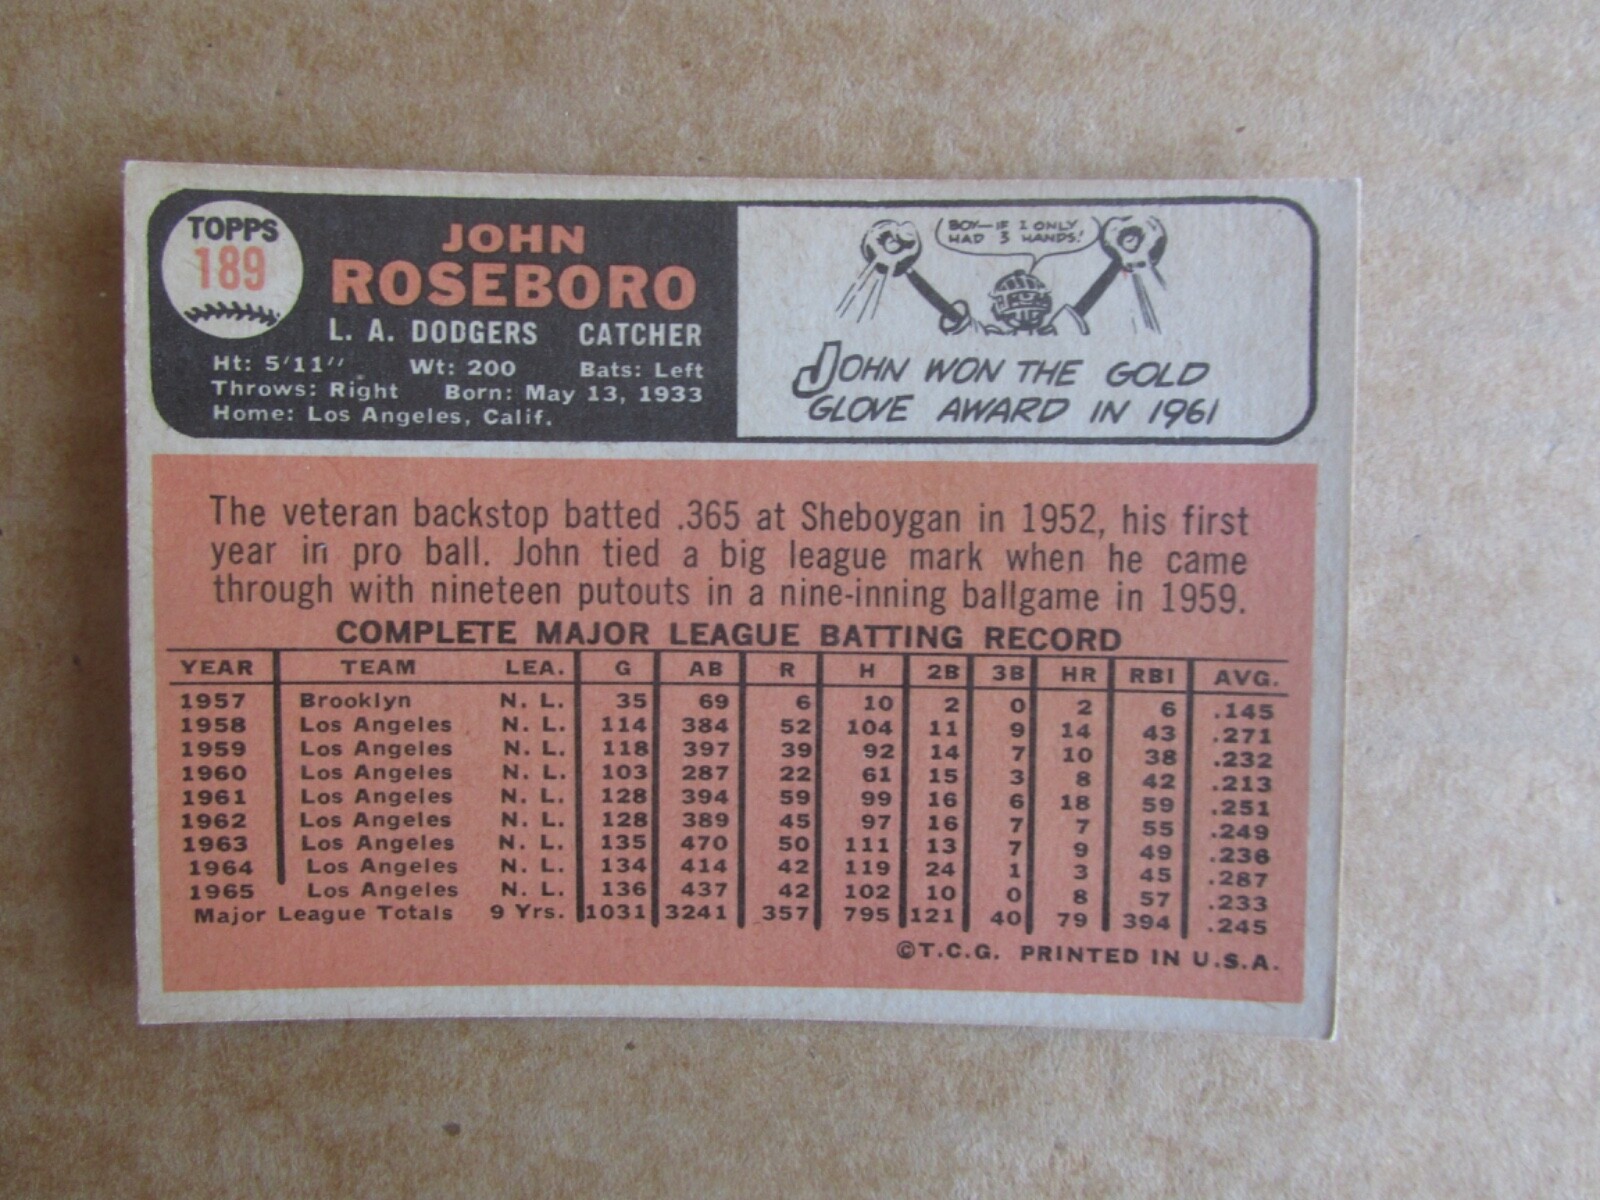 TOPPS
189
JOHN
ROSEBORO
L. A. DODGERS CATCHER
Ht: 5'11" Wt: 200 Bats: Left
Throws: Right Born: May 13, 1933
Home: Los Angeles, Calif.
BOY—IF I ONLY
HAD 3 HANDS!
JOHN WON THE GOLD
GLOVE AWARD IN 1961
The veteran backstop batted .365 at Sheboygan in 1952, his first
year in pro ball. John tied a big league mark when he came
through with nineteen putouts in a nine-inning ballgame in 1959.
COMPLETE MAJOR LEAGUE BATTING RECORD
YEAR TEAM LEA. G AB R H 2B 3B HR RBI AVG.
1957 Brooklyn N. L. 35 69 6 10 2 0 2 6 .145
1958 Los Angeles N. L. 114 384 52 104 11 9 14 43 .271
1959 Los Angeles N. L. 118 397 39 92 14 7 10 38 .232
1960 Los Angeles N. L. 103 287 22 61 15 3 8 42 .213
1961 Los Angeles N. L. 128 394 59 99 16 6 18 59 .251
1962 Los Angeles N. L. 128 389 45 97 16 7 7 55 .249
1963 Los Angeles N. L. 135 470 50 111 13 7 9 49 .236
1964 Los Angeles N. L. 134 414 42 119 24 1 3 45 .287
1965 Los Angeles N. L. 136 437 42 102 10 0 8 57 .233
Major League Totals 9 Yrs. 1031 3241 357 795 121 40 79 394 .245
©T.C.G. PRINTED IN U.S.A.